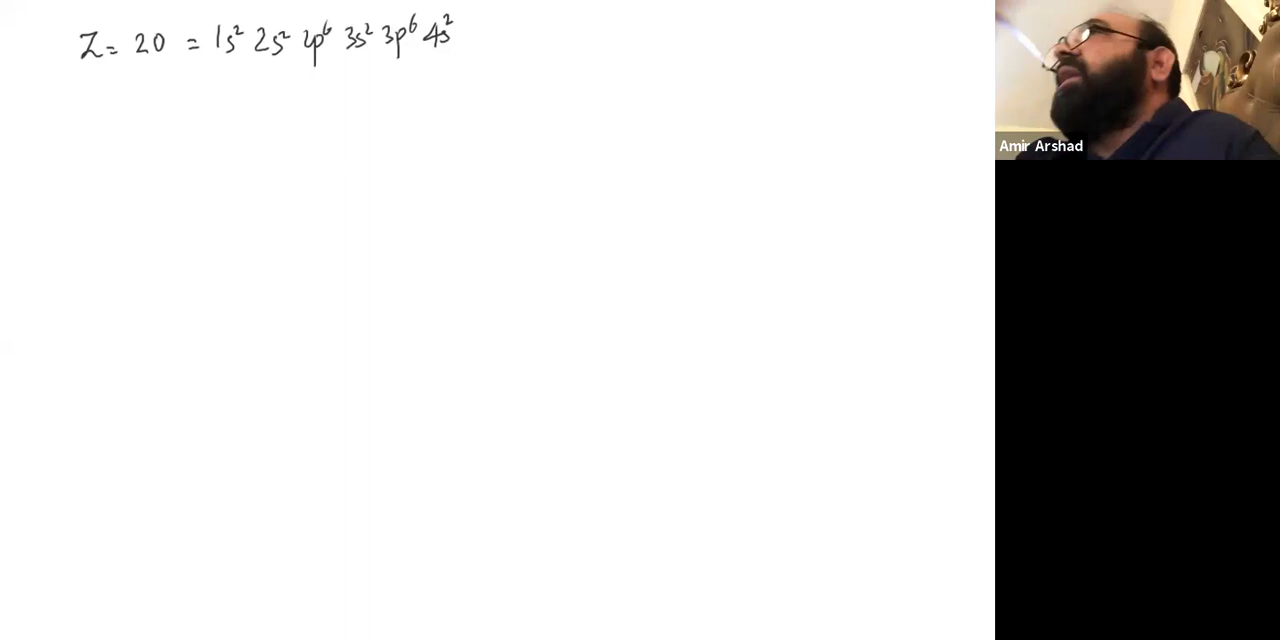 Z= 20 = 1s² 2s² 2p⁶ 3s² 3p⁶ 4s²
Amir Arshad